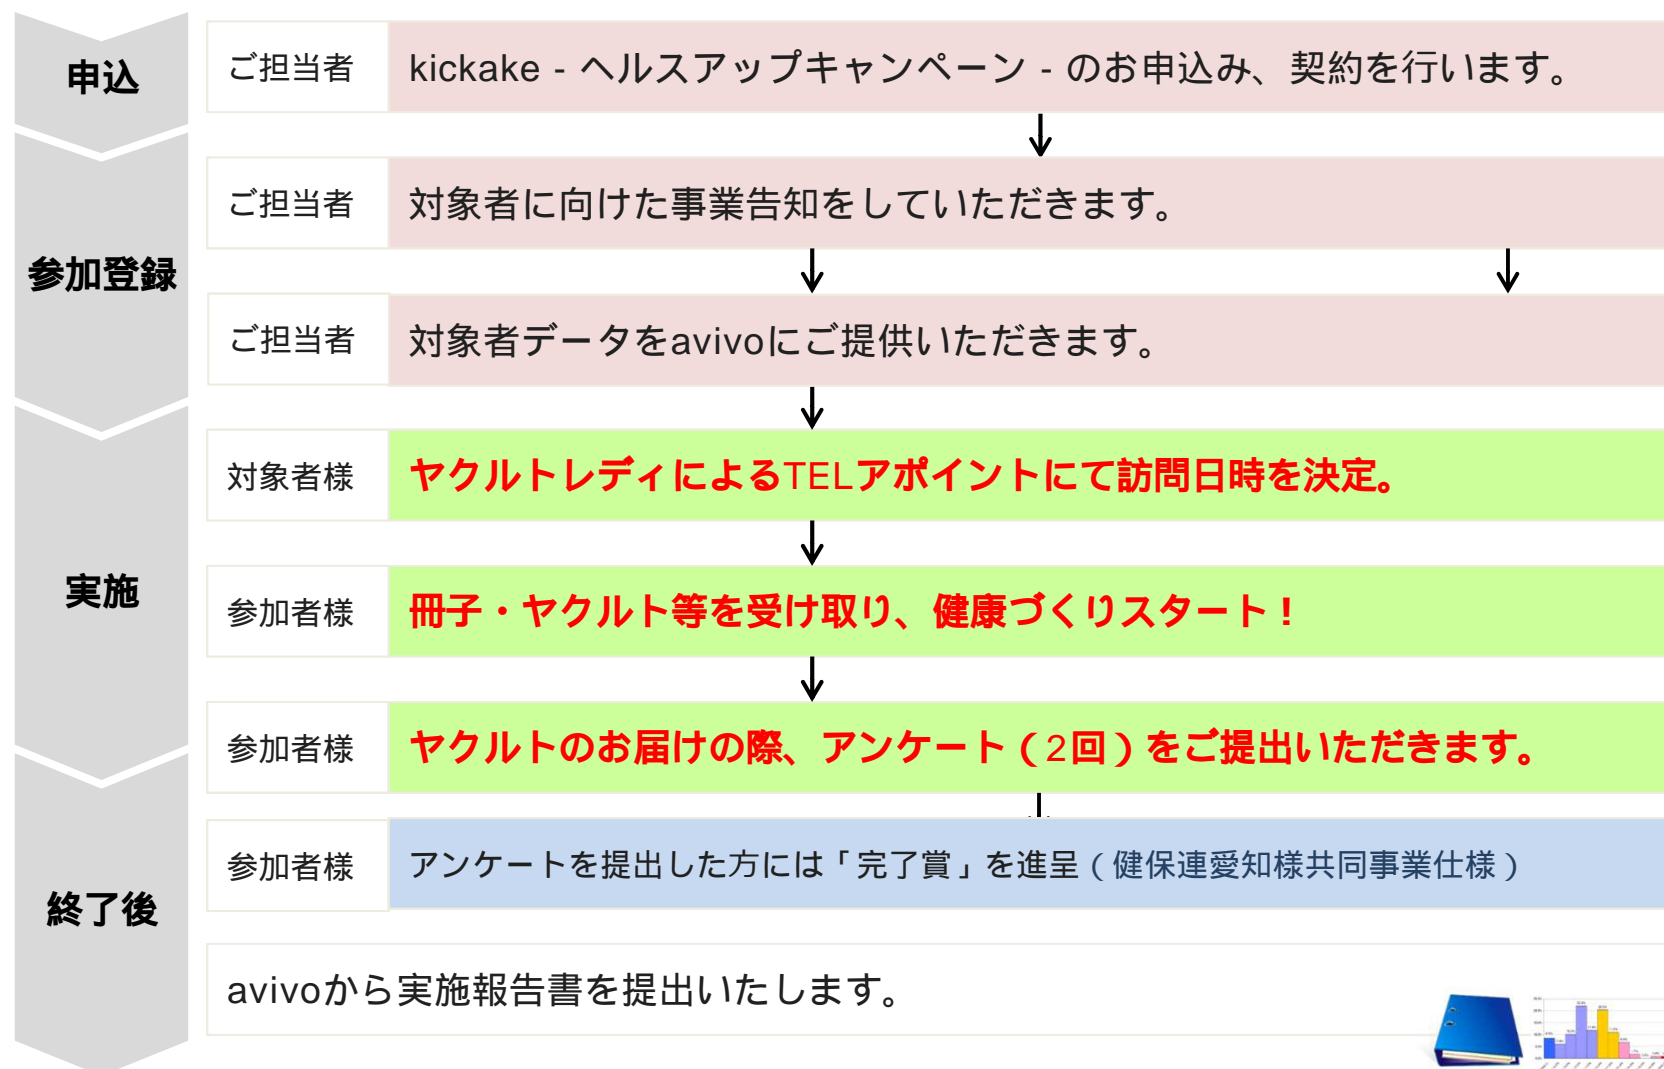 申込
ご担当者
kickake - ヘルスアップキャンペーン - のお申込み、契約を行います。
参加登録
ご担当者
対象者に向けた事業告知をしていただきます。
ご担当者
対象者データをavivoにご提供いただきます。
実施
対象者様
ヤクルトレディによるTELアポイントにて訪問日時を決定。
参加者様
冊子・ヤクルト等を受け取り、健康づくりスタート！
参加者様
ヤクルトのお届けの際、アンケート（2回）をご提出いただきます。
終了後
参加者様
アンケートを提出した方には「完了賞」を進呈（健保連愛知様共同事業仕様）
avivoから実施報告書を提出いたします。